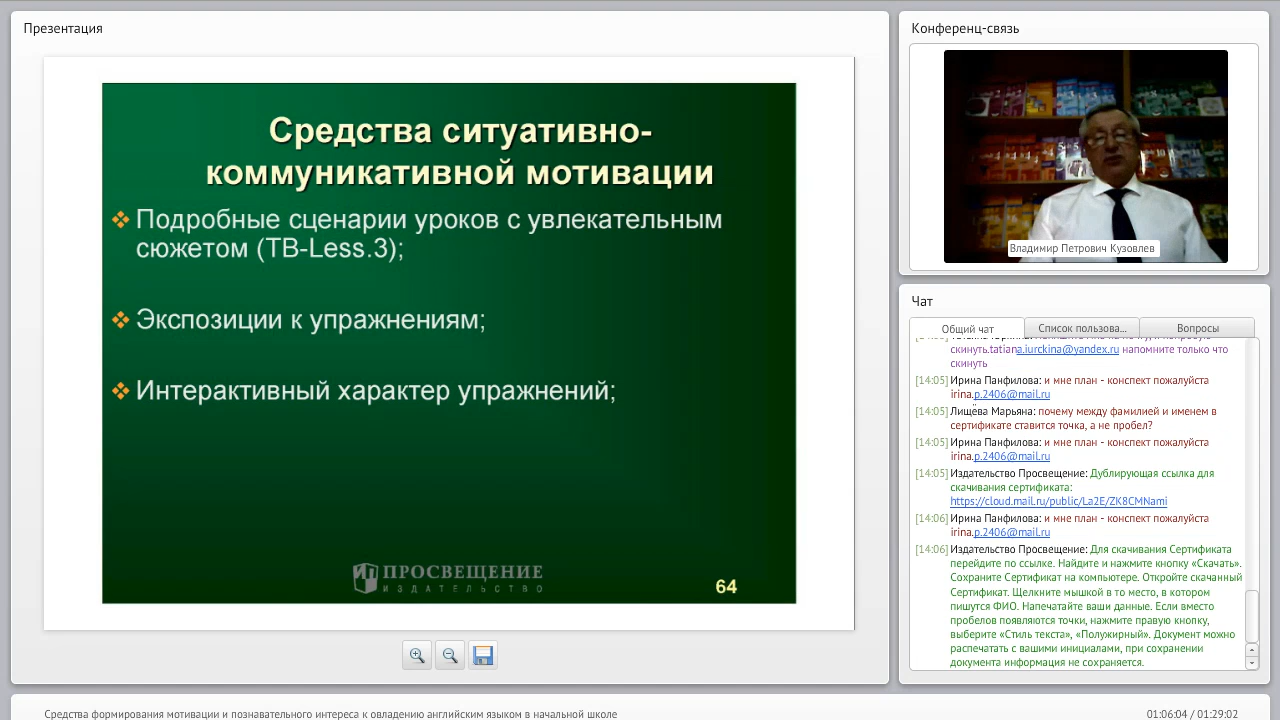 Презентация
Средства ситуативно-
коммуникативной мотивации
Подробные сценарии уроков с увлекательным
сюжетом (TB-Less.3);
Экспозиции к упражнениям;
Интерактивный характер упражнений;
ПРОСВЕЩЕНИЕ
ИЗДАТЕЛЬСТВО
64
Конференц-связь
Владимир Петрович Кузовлев
Чат
Общий чат
Список пользова...
Вопросы
скинуть.tatiana.iurckina@yandex.ru напомните только что
скинуть
[14:05] Ирина Панфилова: и мне план - конспект пожалуйста
irina.p.2406@mail.ru
[14:05] Лищёва Марьяна: почему между фамилией и именем в
сертификате ставится точка, а не пробел?
[14:05] Ирина Панфилова: и мне план - конспект пожалуйста
irina.p.2406@mail.ru
[14:05] Издательство Просвещение: Дублирующая ссылка для
скачивания сертификата:
https://cloud.mail.ru/public/La2E/ZK8CMNami
[14:06] Ирина Панфилова: и мне план - конспект пожалуйста
irina.p.2406@mail.ru
[14:06] Издательство Просвещение: Для скачивания Сертификата
перейдите по ссылке. Найдите и нажмите кнопку «Скачать».
Сохраните Сертификат на компьютере. Откройте скачанный
Сертификат. Щелкните мышкой в то место, в котором
пишутся ФИО. Напечатайте ваши данные. Если вместо
пробелов появляются точки, нажмите правую кнопку,
выберите «Стиль текста», «Полужирный». Документ можно
распечатать с вашими инициалами, при сохранении
документа информация не сохраняется.
Средства формирования мотивации и познавательного интереса к овладению английским языком в начальной школе
01:06:04 / 01:29:02